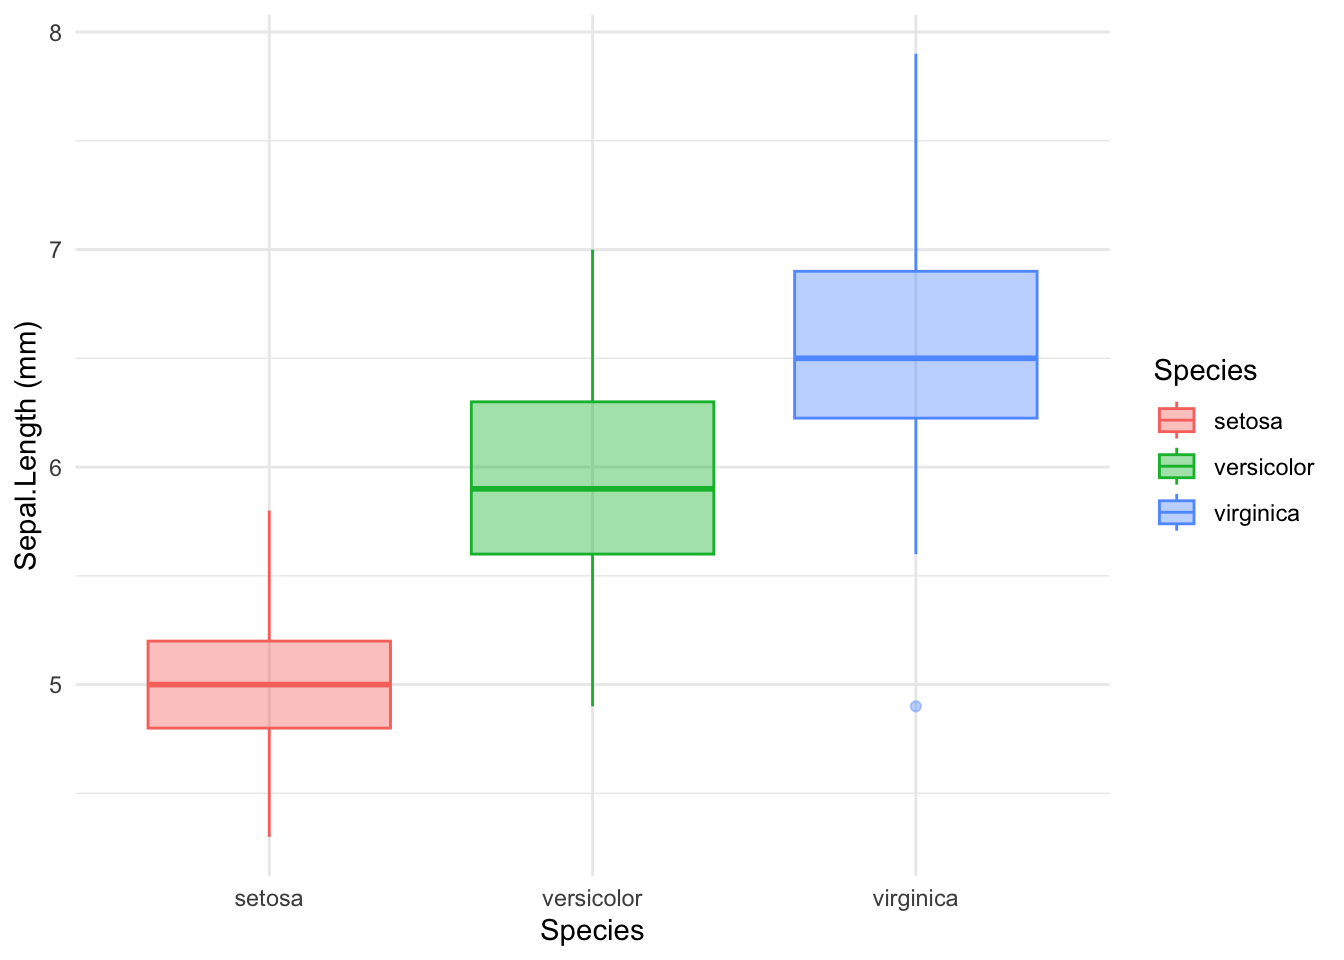 8
7
6
5
Sepal.Length (mm)
setosa
versicolor
virginica
Species
Species
setosa
versicolor
virginica